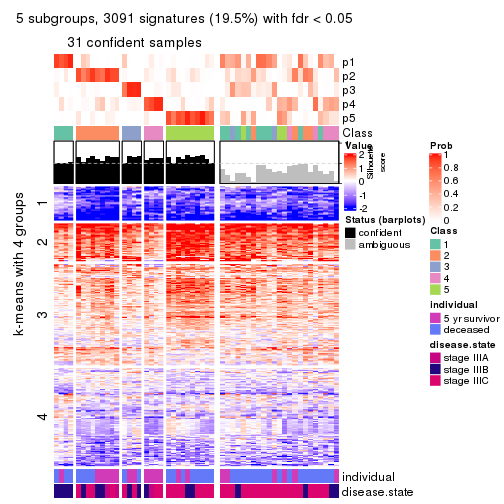 5 subgroups, 3091 signatures (19.5%) with fdr < 0.05
31 confident samples
p1
p2
p3
p4
p5
Class
k-means with 4 groups
1
2
3
4
Value
2
1
0
-1
-2
Silhouette
score
Status (barplots)
confident
ambiguous
Prob
1
0.8
0.6
0.4
0.2
0
Class
1
2
3
4
5
individual
5 yr survivor
deceased
disease.state
stage IIIA
stage IIIB
stage IIIC
individual
disease.state